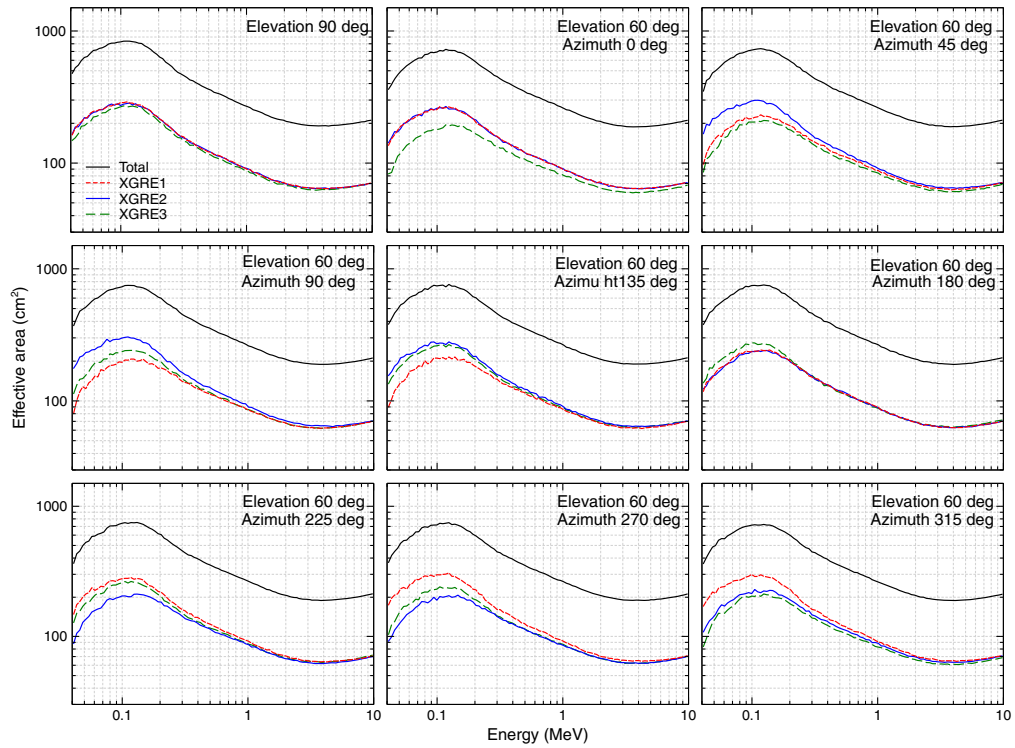 1000
100
Elevation 90 deg
Total
XGRE1
XGRE2
XGRE3
Elevation 60 deg
Azimuth 0 deg
Elevation 60 deg
Azimuth 45 deg
Effective area (cm²)
1000
100
Elevation 60 deg
Azimuth 90 deg
Elevation 60 deg
Azimu ht135 deg
Elevation 60 deg
Azimuth 180 deg
1000
100
Elevation 60 deg
Azimuth 225 deg
Elevation 60 deg
Azimuth 270 deg
Elevation 60 deg
Azimuth 315 deg
0.1 1 10
0.1 1 10
0.1 1 10
Energy (MeV)